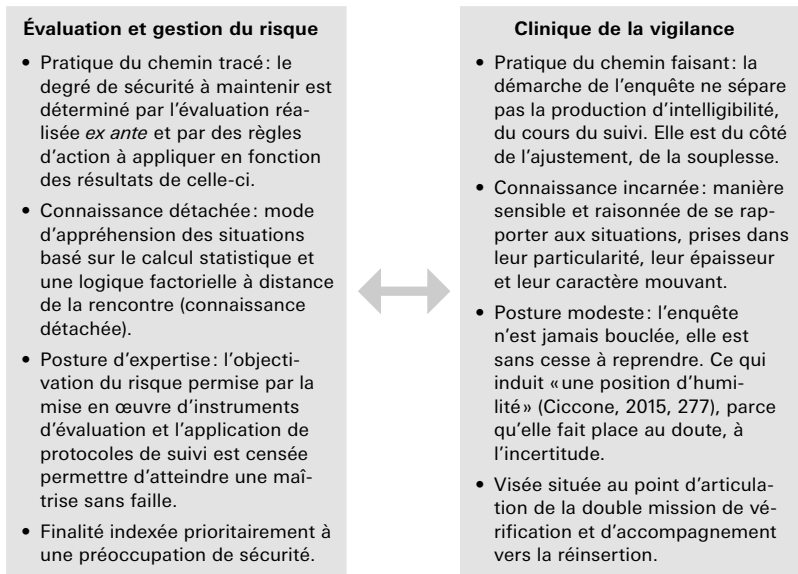 Évaluation et gestion du risque
• Pratique du chemin tracé : le
degré de sécurité à maintenir est
déterminé par l'évaluation réa-
lisée ex ante et par des règles
d'action à appliquer en fonction
des résultats de celle-ci.
• Connaissance détachée : mode
d'appréhension des situations
basé sur le calcul statistique et
une logique factorielle à distance
de la rencontre (connaissance
détachée).
• Posture d'expertise : l'objecti-
vation du risque permise par la
mise en œuvre d'instruments
d'évaluation et l'application de
protocoles de suivi est censée
permettre d'atteindre une maî-
trise sans faille.
• Finalité indexée prioritairement à
une préoccupation de sécurité.
Clinique de la vigilance
• Pratique du chemin faisant : la
démarche de l'enquête ne sépare
pas la production d'intelligibilité,
du cours du suivi. Elle est du côté
de l'ajustement, de la souplesse.
• Connaissance incarnée : manière
sensible et raisonnée de se rap-
porter aux situations, prises dans
leur particularité, leur épaisseur
et leur caractère mouvant.
• Posture modeste : l'enquête
n'est jamais bouclée, elle est
sans cesse à reprendre. Ce qui
induit « une position d'humi-
lité » (Ciccone, 2015, 277), parce
qu'elle fait place au doute, à
l'incertitude.
• Visée située au point d'articula-
tion de la double mission de vé-
rification et d'accompagnement
vers la réinsertion.